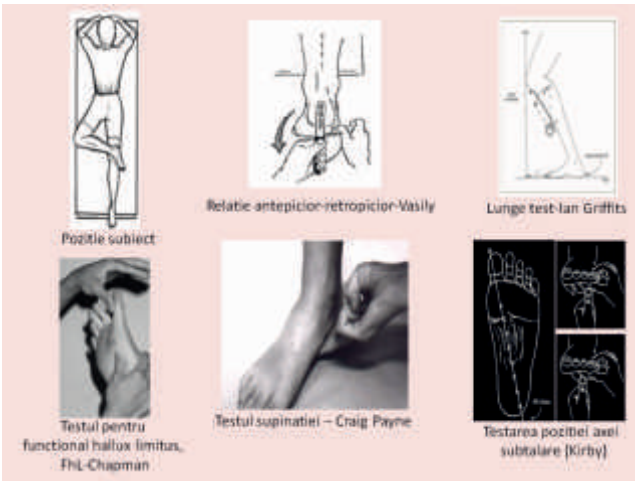 Pozitie subiect
Relatie antepicior-retropicior-Vasily
Lunge test-Ian Griffits
Testul pentru
functional hallux limitus,
FhL-Chapman
Testul supinatiei – Craig Payne
Testarea pozitiei axei
subtalare (Kirby)